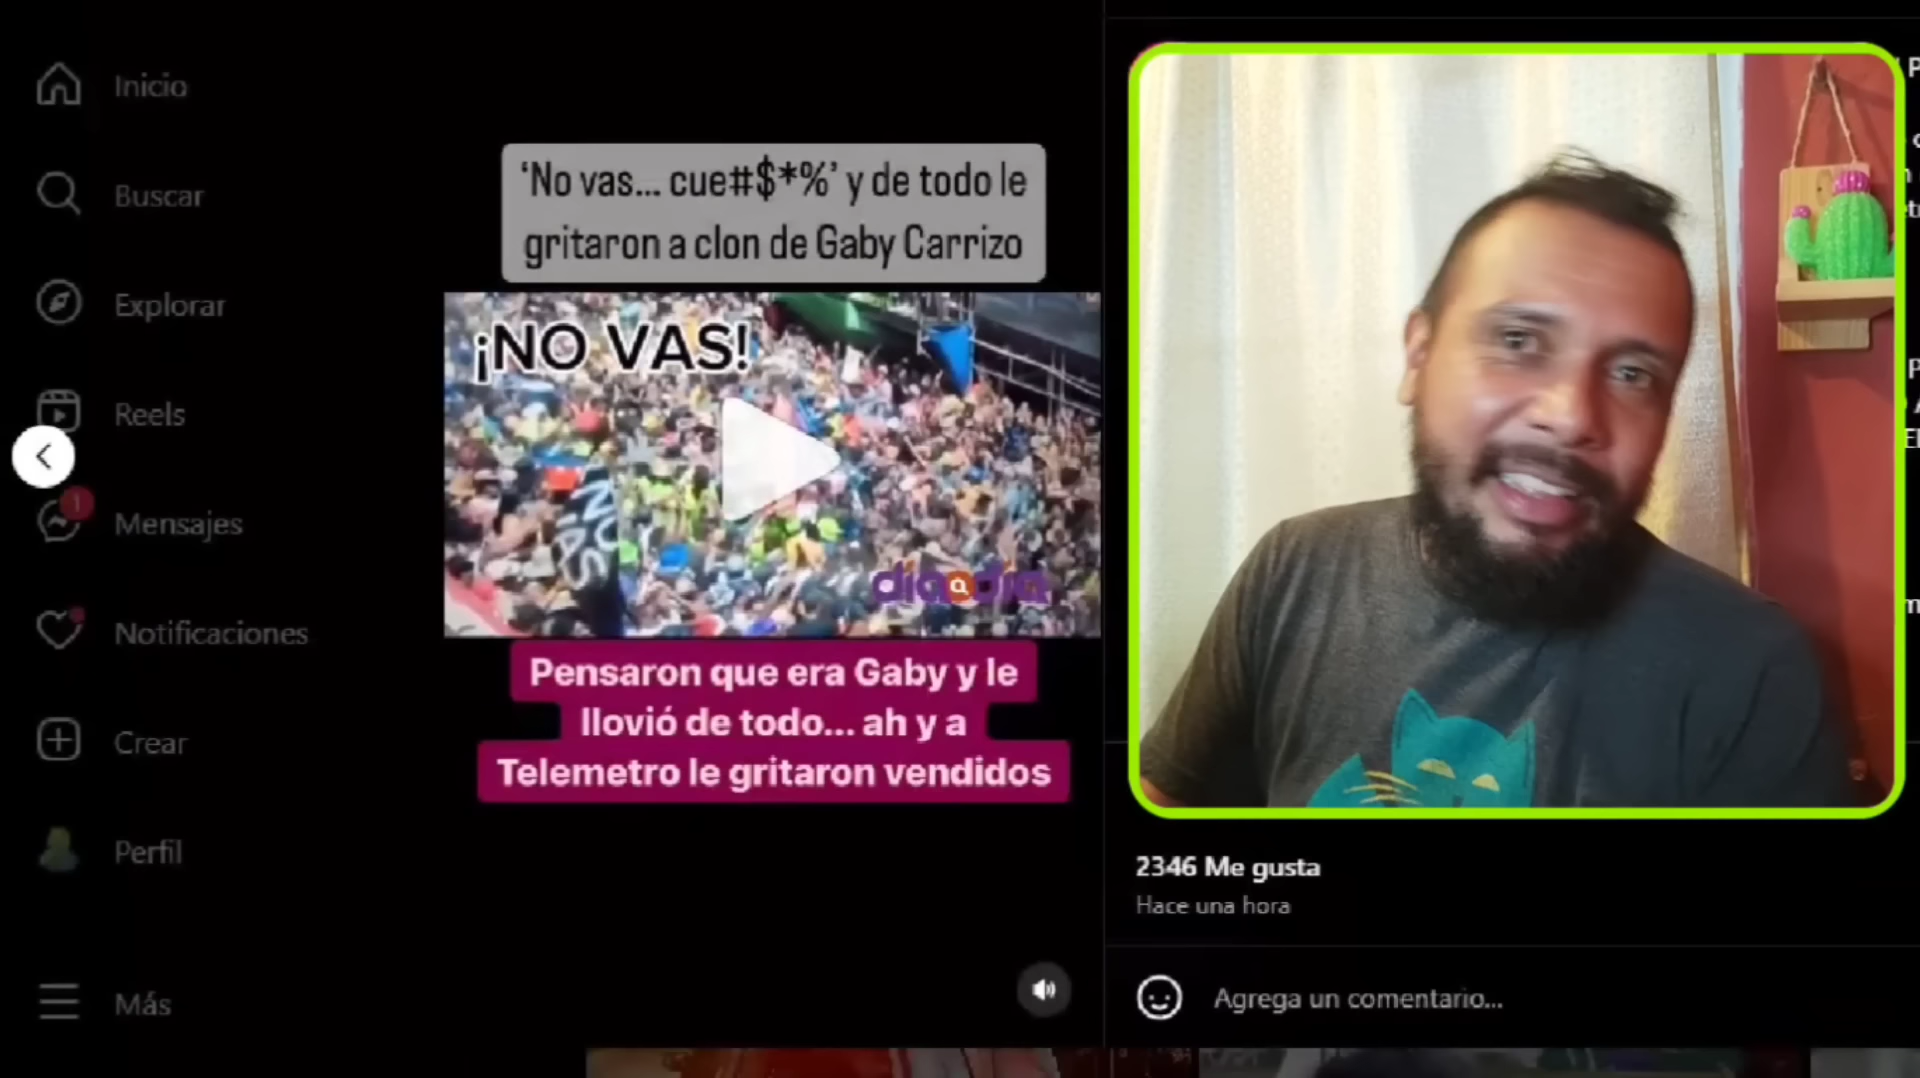 Inicio
Buscar
Explorar
Reels
1
Mensajes
Notificaciones
Crear
Perfil
Más
‘No vas... cue#$*%’ y de todo le
gritaron a clon de Gaby Carrizo
¡NO VAS!
díaadía
Pensaron que era Gaby y le
llovió de todo... ah y a
Telemetro le gritaron vendidos
2346 Me gusta
Hace una hora
Agrega un comentario...